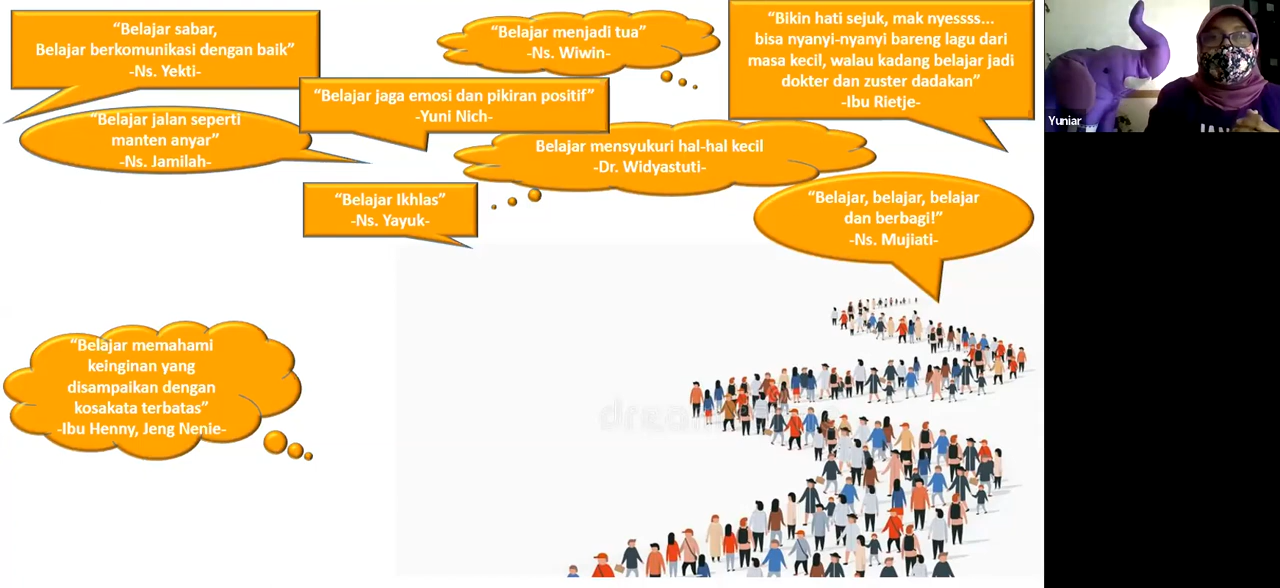 “Belajar sabar,
Belajar berkomunikasi dengan baik”
-Ns. Yekti-
“Belajar menjadi tua”
-Ns. Wiwin-
“Bikin hati sejuk, mak nyessss...
bisa nyanyi-nyanyi bareng lagu dari
masa kecil, walau kadang belajar jadi
dokter dan zuster dadakan”
-Ibu Rietje-
“Belajar jaga emosi dan pikiran positif”
-Yuni Nich-
“Belajar jalan seperti
manten anyar”
-Ns. Jamilah-
Belajar mensyukuri hal-hal kecil
-Dr. Widyastuti-
“Belajar Ikhlas”
-Ns. Yayuk-
“Belajar, belajar, belajar
dan berbagi!”
-Ns. Mujiati-
“Belajar memahami
keinginan yang
disampaikan dengan
kosakata terbatas”
-Ibu Henny, Jeng Nenie-
Yuniar